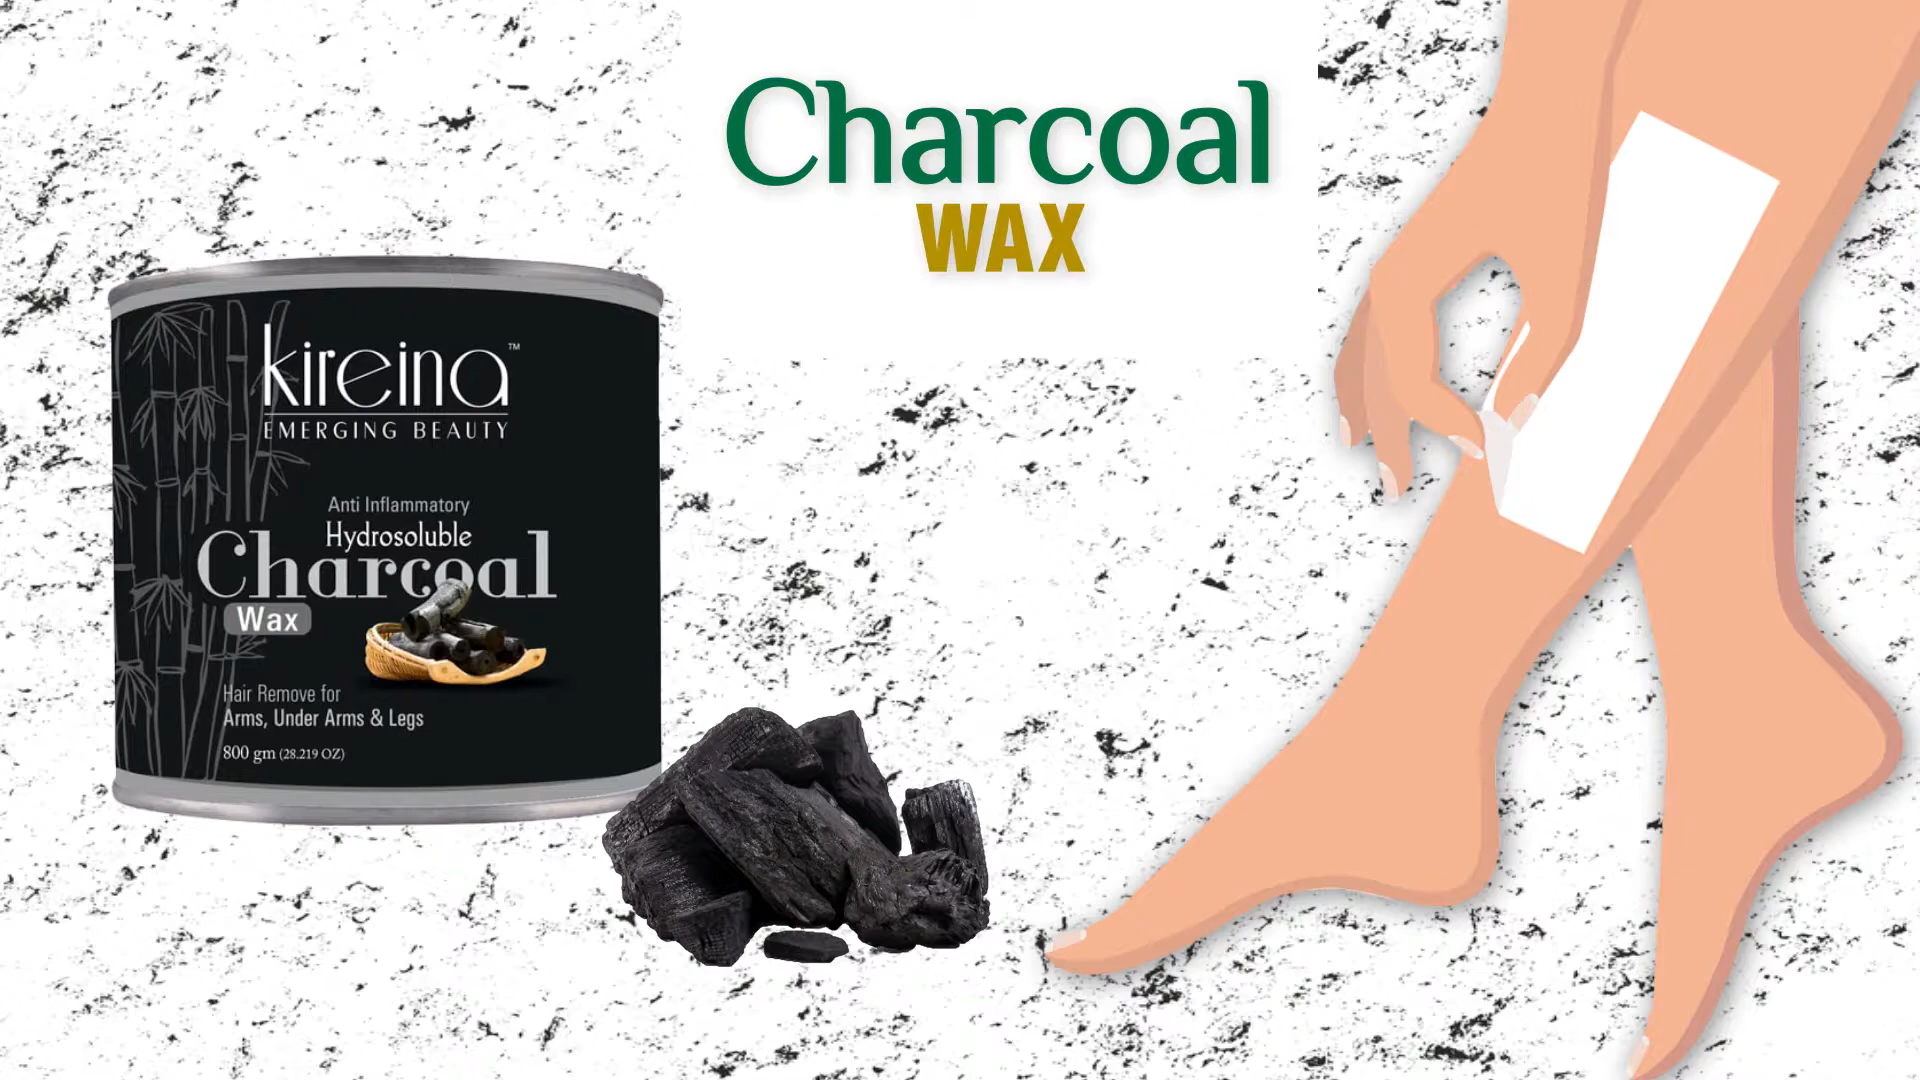 Charcoal
WAX
kireina™
EMERGING BEAUTY
Anti Inflammatory
Hydrosoluble
Charcoal
Wax
Hair Remove for
Arms, Under Arms & Legs
800 gm (28.219 OZ)